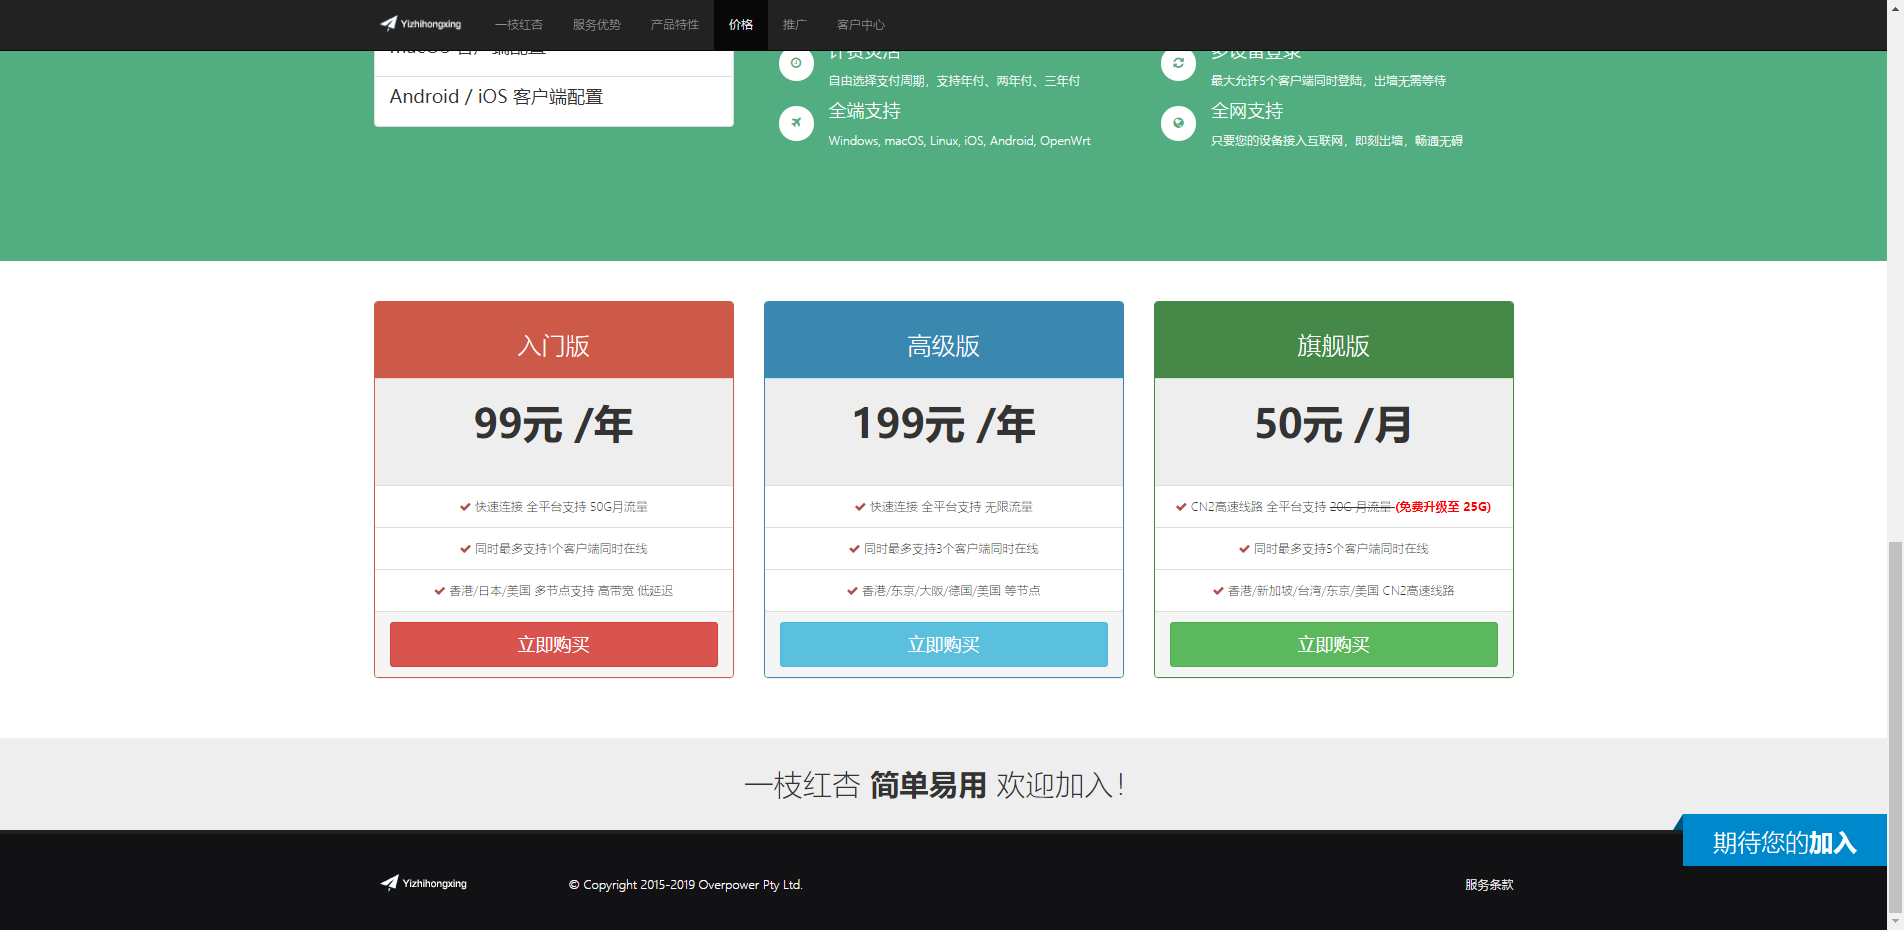 Yizhihongxing 一枝红杏 服务优势 产品特性 价格 推广 客户中心
macOS 客户端配置
Android / iOS 客户端配置
计费灵活
自由选择支付周期，支持年付、两年付、三年付
全端支持
Windows, macOS, Linux, iOS, Android, OpenWrt
多设备登录
最大允许5个客户端同时登陆，出墙无需等待
全网支持
只要您的设备接入互联网，即刻出墙，畅通无碍
入门版
99元 /年
快速连接 全平台支持 50G月流量
同时最多支持1个客户端同时在线
香港/日本/美国 多节点支持 高带宽 低延迟
立即购买
高级版
199元 /年
快速连接 全平台支持 无限流量
同时最多支持3个客户端同时在线
香港/东京/大阪/德国/美国 等节点
立即购买
旗舰版
50元 /月
CN2高速线路 全平台支持 20G 月流量 (免费升级至 25G)
同时最多支持5个客户端同时在线
香港/新加坡/台湾/东京/美国 CN2高速线路
立即购买
一枝红杏 简单易用 欢迎加入！
期待您的加入
Yizhihongxing © Copyright 2015-2019 Overpower Pty Ltd. 服务条款